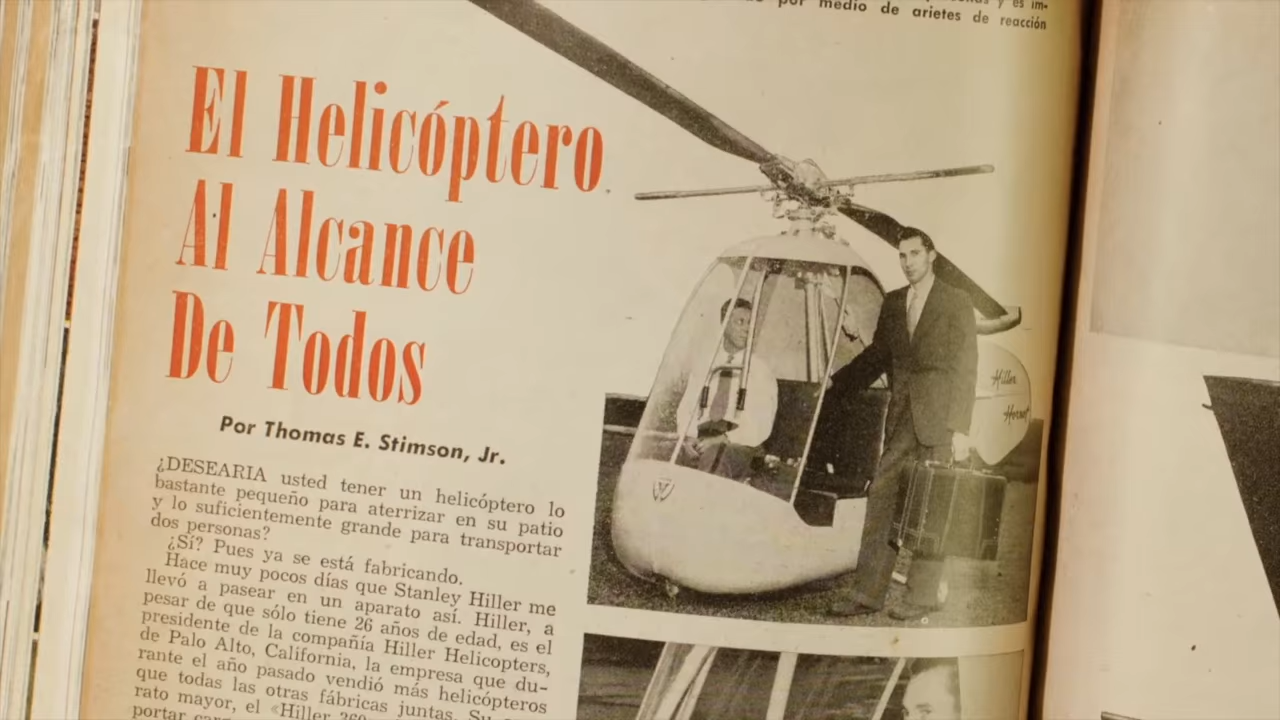 por medio de arietes de reacción
El Helicóptero
Al Alcance
De Todos
Por Thomas E. Stimson, Jr.
¿DESEARIA usted tener un helicóptero lo
bastante pequeño para aterrizar en su patio
y lo suficientemente grande para transportar
dos personas?
¿Sí? Pues ya se está fabricando.
Hace muy pocos días que Stanley Hiller me
llevó a pasear en un aparato así. Hiller, a
pesar de que sólo tiene 26 años de edad, es el
presidente de la compañía Hiller Helicopters,
de Palo Alto, California, la empresa que du-
rante el año pasado vendió más helicópteros
que todas las otras fábricas juntas. Su
rato mayor, el «Hiller 360
portar
Hiller
Hornet